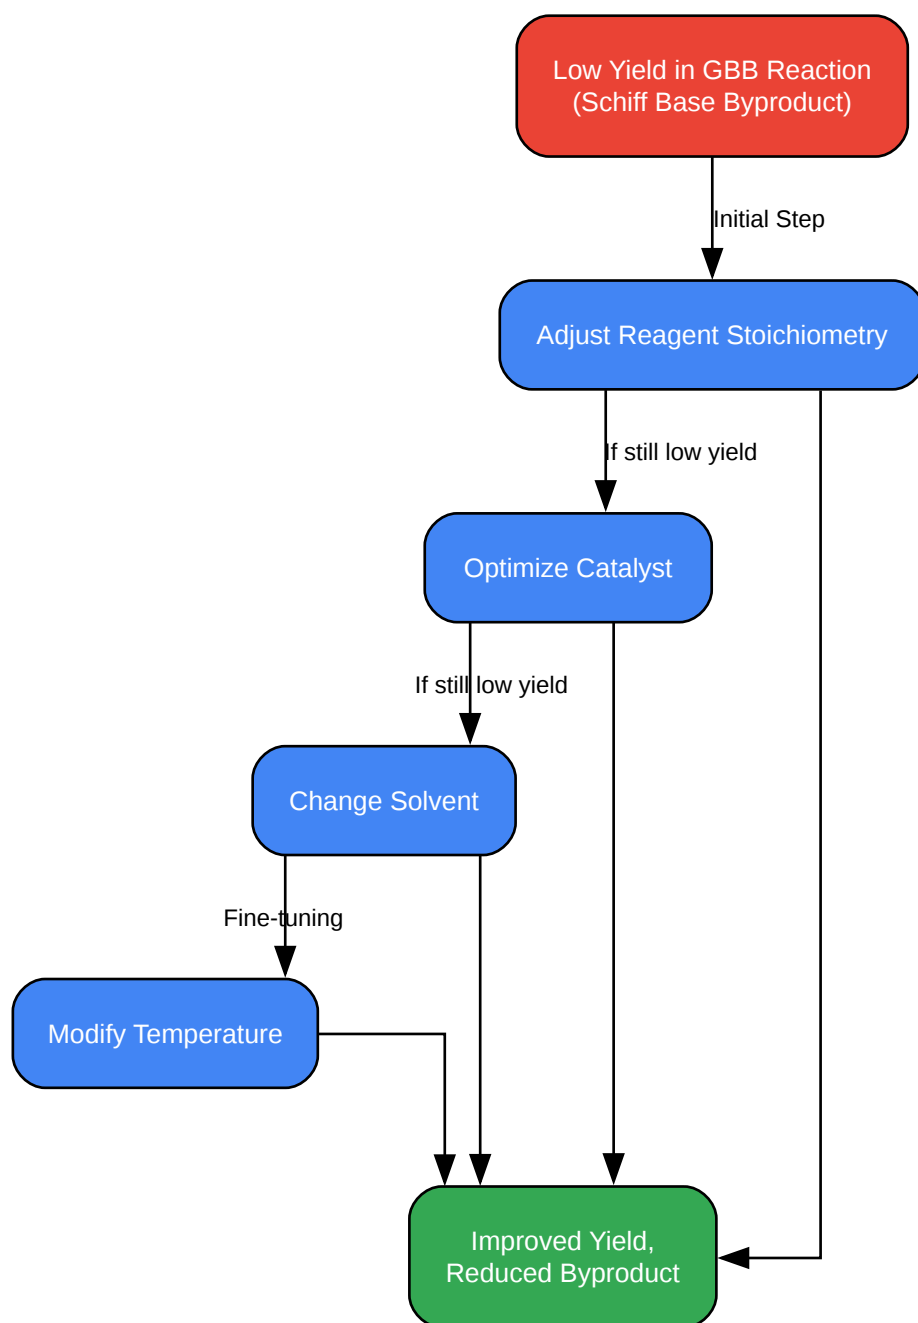 Low Yield in GBB Reaction
(Schiff Base Byproduct)
Initial Step
Adjust Reagent Stoichiometry
If still low yield
Optimize Catalyst
If still low yield
Change Solvent
Fine-tuning
Modify Temperature
Improved Yield,
Reduced Byproduct